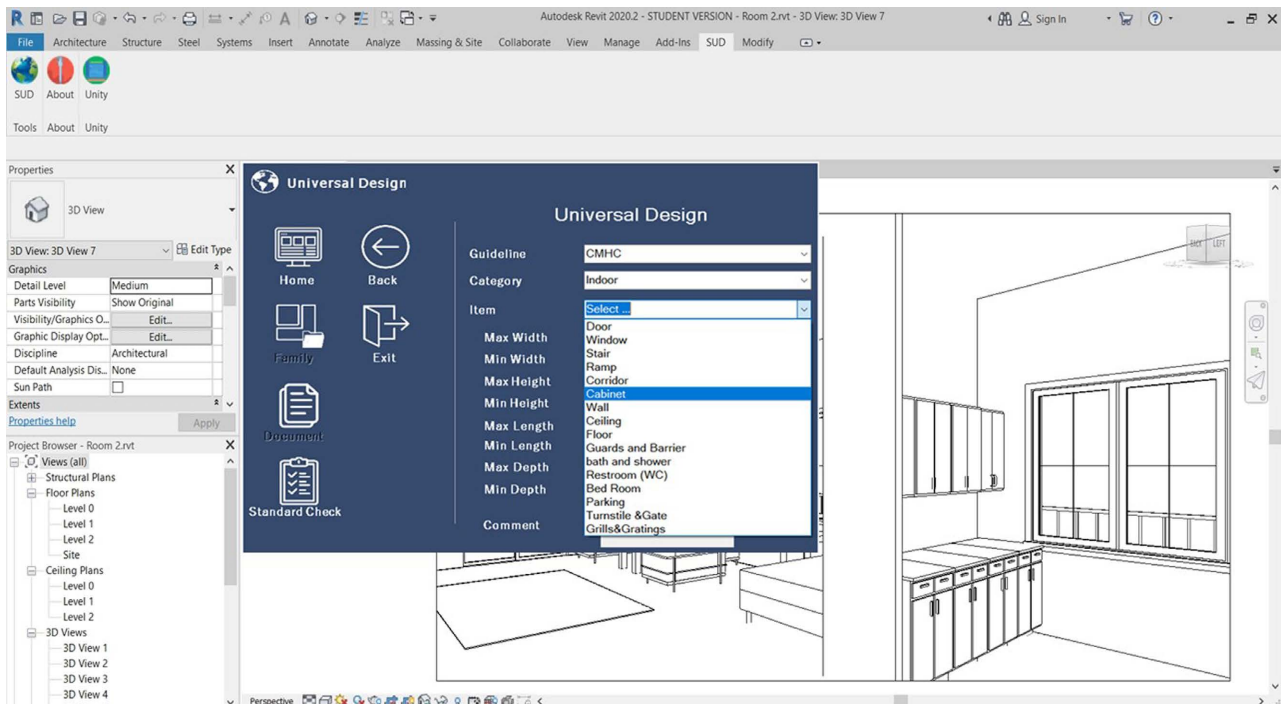 Autodesk Revit 2020.2 - STUDENT VERSION - Room 2.rvt - 3D View: 3D View 7
Sign In
File Architecture Structure Steel Systems Insert Annotate Analyze Massing & Site Collaborate View Manage Add-Ins SUD Modify
SUD About Unity
Tools About Unity
Properties X
3D View
3D View: 3D View 7 Edit Type
Graphics
Detail Level Medium
Parts Visibility Show Original
Visibility/Graphics O... Edit...
Graphic Display Opt... Edit...
Discipline Architectural
Default Analysis Dis... None
Sun Path
Extents
Properties help Apply
Project Browser - Room 2.rvt X
Views (all)
Structural Plans
Floor Plans
Level 0
Level 1
Level 2
Site
Ceiling Plans
Level 0
Level 1
Level 2
3D Views
3D View 1
3D View 2
3D View 3
3D View 4
Universal Design
Home Back
Family Exit
Document
Standard Check
Universal Design
Guideline CMHC
Category Indoor
Item Select ...
Max Width
Min Width
Max Height
Min Height
Max Length
Min Length
Max Depth
Min Depth
Comment
Door
Window
Stair
Ramp
Corridor
Cabinet
Wall
Ceiling
Floor
Guards and Barrier
bath and shower
Restroom (WC)
Bed Room
Parking
Turnstile &Gate
Grills&Gratings
BACK LEFT
Perspective